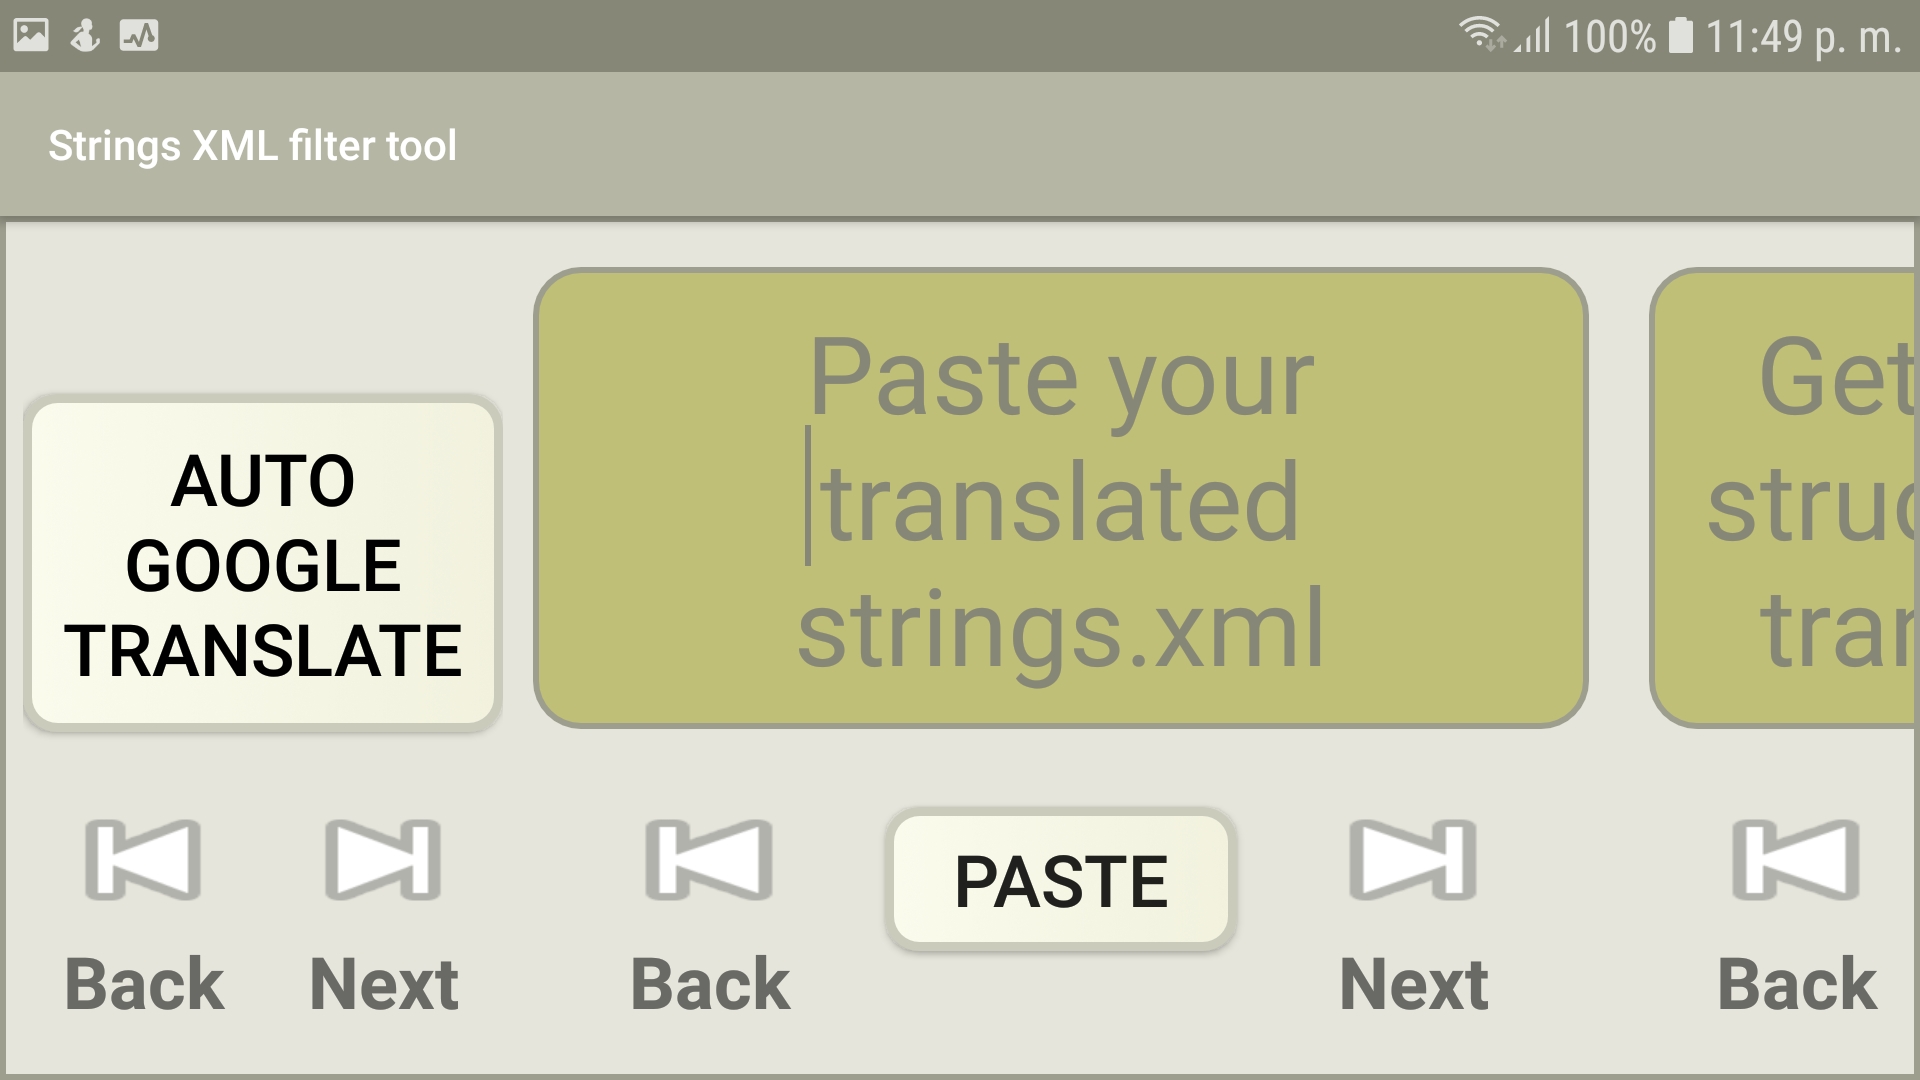 100% 11:49 p. m.
Strings XML filter tool
AUTO
GOOGLE
TRANSLATE
Back Next
Paste your
translated
strings.xml
Back PASTE Next
Get
struc
tran
Back